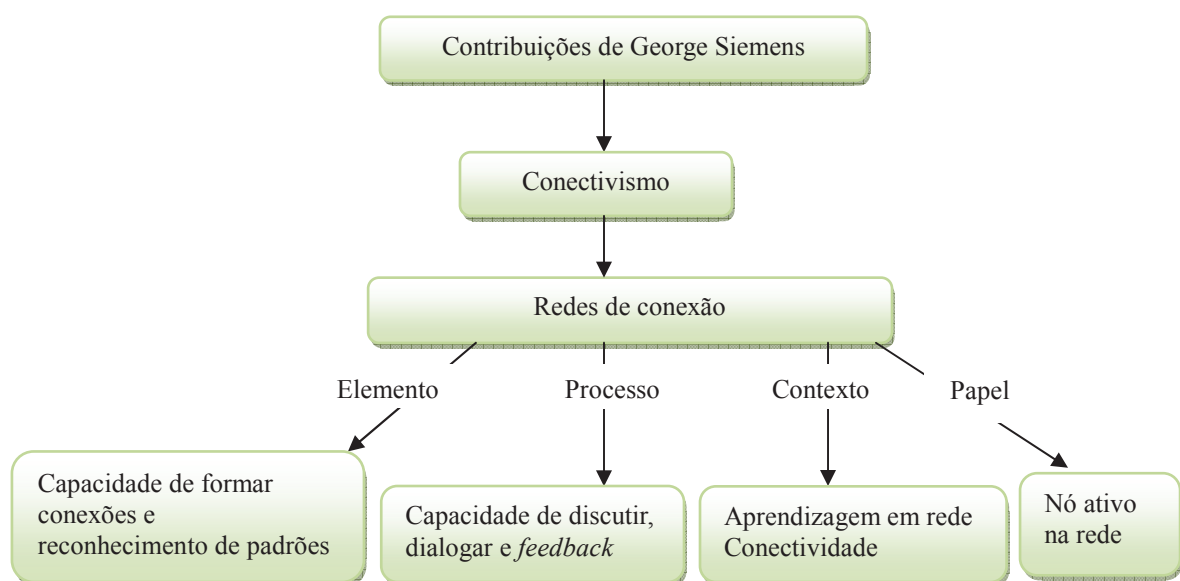 Contribuições de George Siemens
Conectivismo
Redes de conexão
Elemento
Processo
Contexto
Papel
Capacidade de formar
conexões e
reconhecimento de padrões
Capacidade de discutir,
dialogar e feedback
Aprendizagem em rede
Conectividade
Nó ativo
na rede